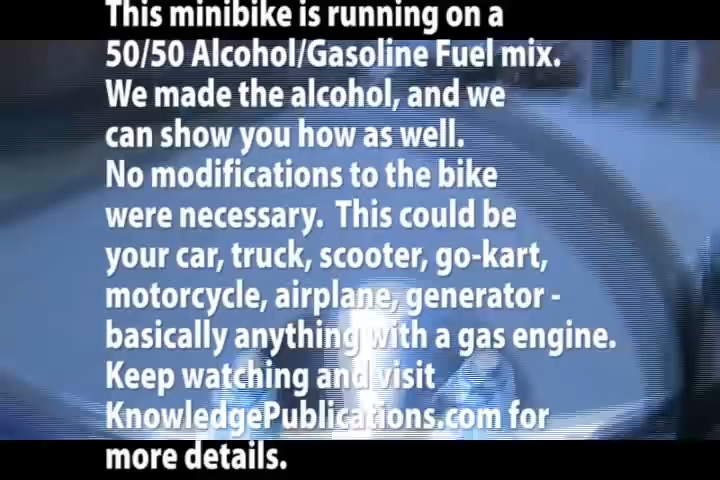 This minibike is running on a
50/50 Alcohol/Gasoline Fuel mix.
We made the alcohol, and we
can show you how as well.
No modifications to the bike
were necessary.  This could be
your car, truck, scooter, go-kart,
motorcycle, airplane, generator -
basically anything with a gas engine.
Keep watching and visit
KnowledgePublications.com for
more details.